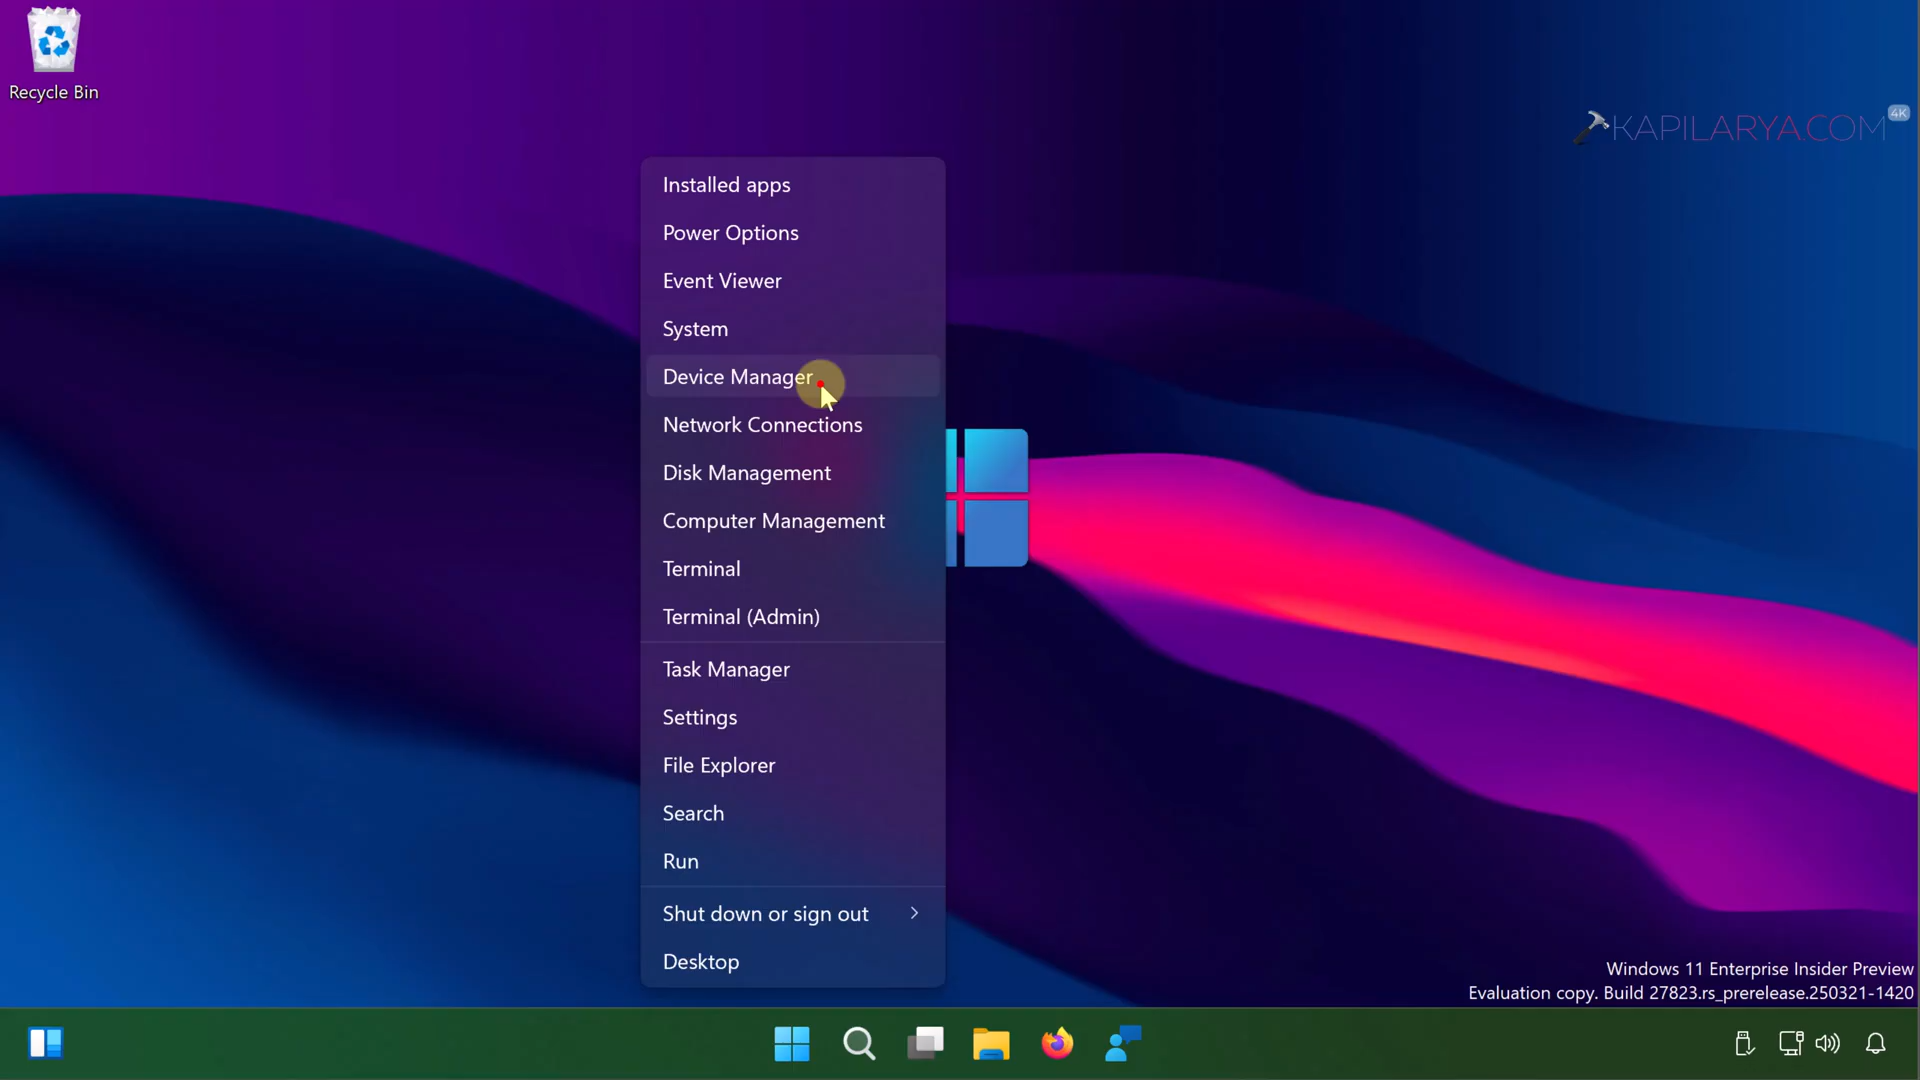 Recycle Bin
KAPILARYA.COM
4K
Installed apps
Power Options
Event Viewer
System
Device Manager
Network Connections
Disk Management
Computer Management
Terminal
Terminal (Admin)
Task Manager
Settings
File Explorer
Search
Run
Shut down or sign out
Desktop
Windows 11 Enterprise Insider Preview
Evaluation copy. Build 27823.rs_prerelease.250321-1420